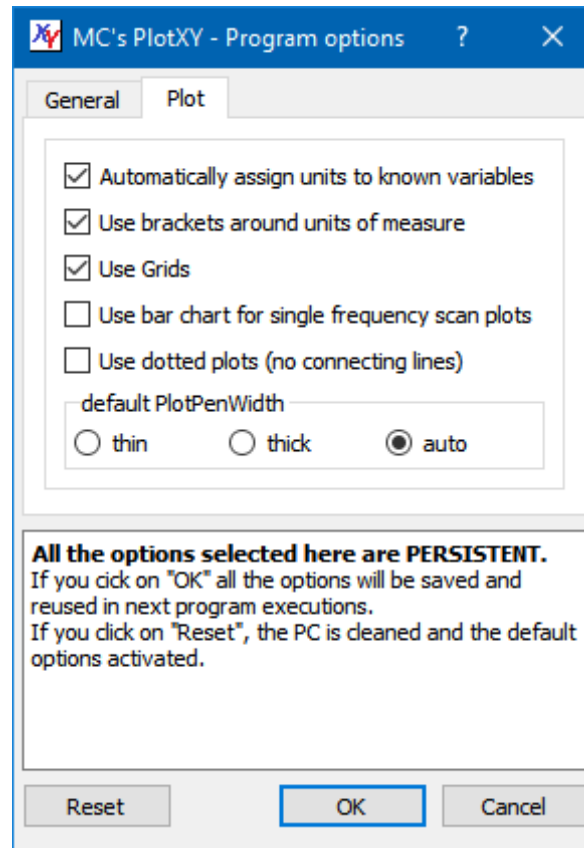 MC's PlotXY - Program options ?
General Plot
Automatically assign units to known variables
Use brackets around units of measure
Use Grids
Use bar chart for single frequency scan plots
Use dotted plots (no connecting lines)
default PlotPenWidth
thin thick auto
All the options selected here are PERSISTENT.
If you cick on "OK" all the options will be saved and
reused in next program executions.
If you click on "Reset", the PC is cleaned and the default
options activated.
Reset OK Cancel